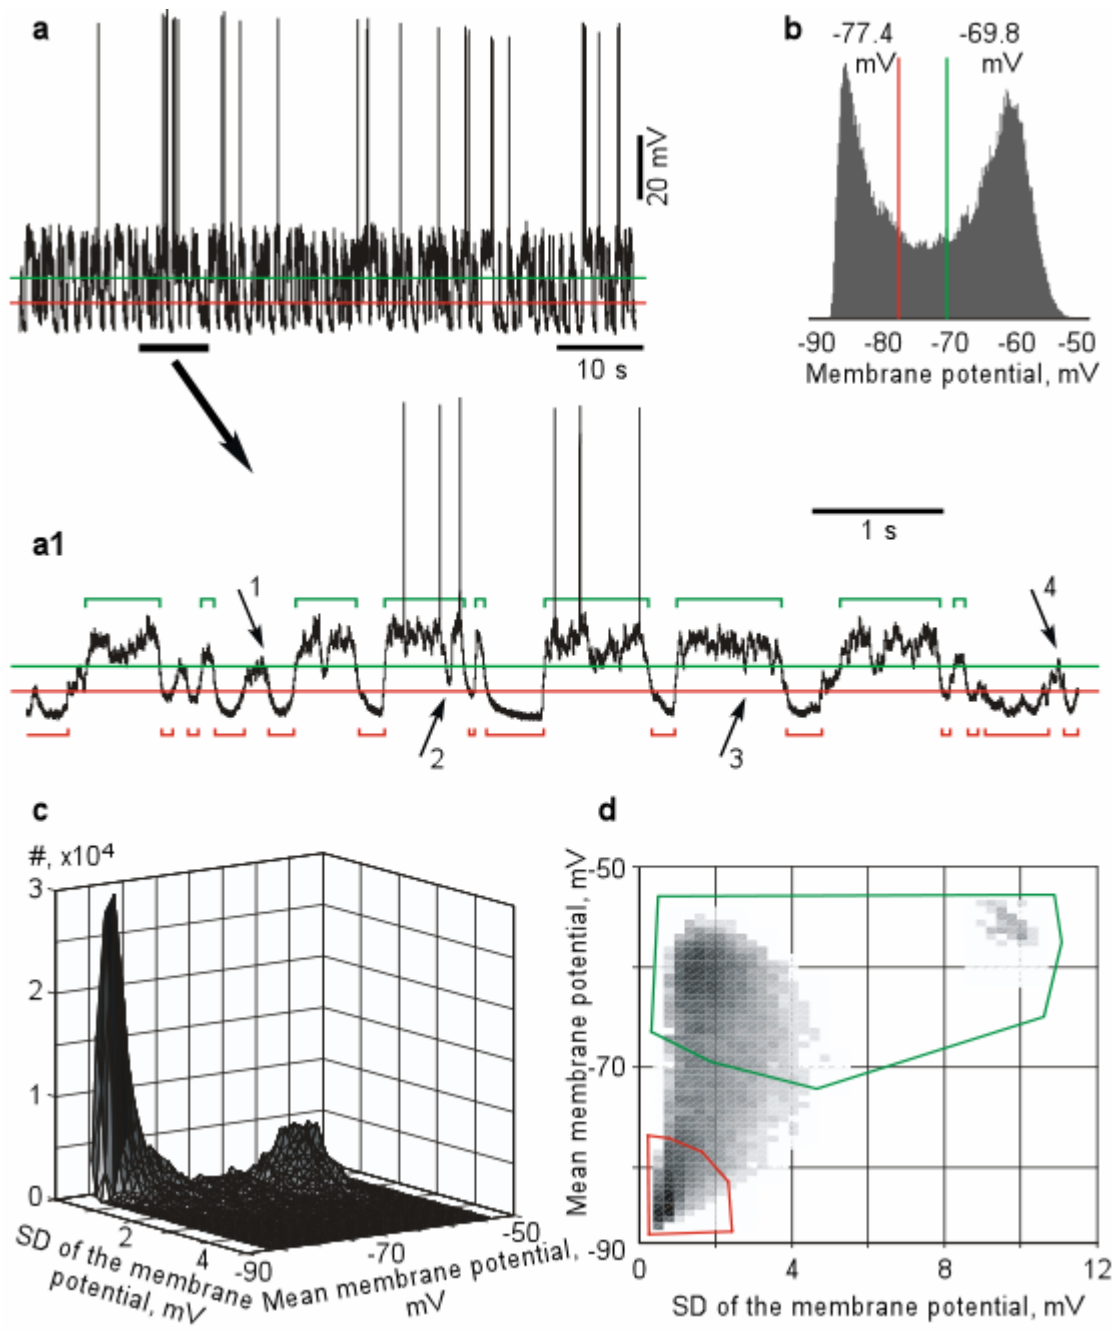 a
20 mV
10 s
b
-77.4 mV
-69.8 mV
-90 -80 -70 -60 -50
Membrane potential, mV
a1
1 s
1
4
2
3
c
#, x10⁴
3
2
1
0
2
4
SD of the membrane
potential, mV
-90
-70
-50
Mean membrane potential,
mV
d
Mean membrane potential, mV
-50
-70
-90
0 4 8 12
SD of the membrane potential, mV